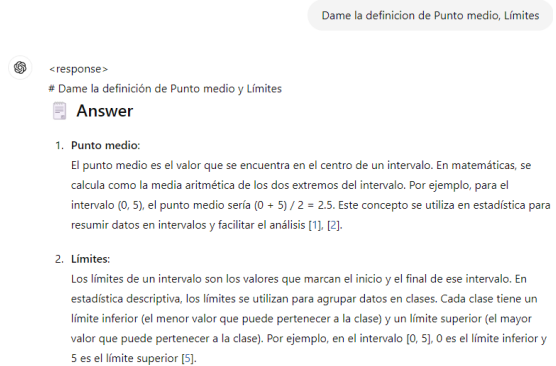 Dame la definicion de Punto medio, Límites
<response>
# Dame la definición de Punto medio y Límites
Answer
1. Punto medio:
El punto medio es el valor que se encuentra en el centro de un intervalo. En matemáticas, se
calcula como la media aritmética de los dos extremos del intervalo. Por ejemplo, para el
intervalo (0, 5), el punto medio sería (0 + 5) / 2 = 2.5. Este concepto se utiliza en estadística para
resumir datos en intervalos y facilitar el análisis [1], [2].
2. Límites:
Los límites de un intervalo son los valores que marcan el inicio y el final de ese intervalo. En
estadística descriptiva, los límites se utilizan para agrupar datos en clases. Cada clase tiene un
límite inferior (el menor valor que puede pertenecer a la clase) y un límite superior (el mayor
valor que puede pertenecer a la clase). Por ejemplo, en el intervalo [0, 5], 0 es el límite inferior y
5 es el límite superior [5].